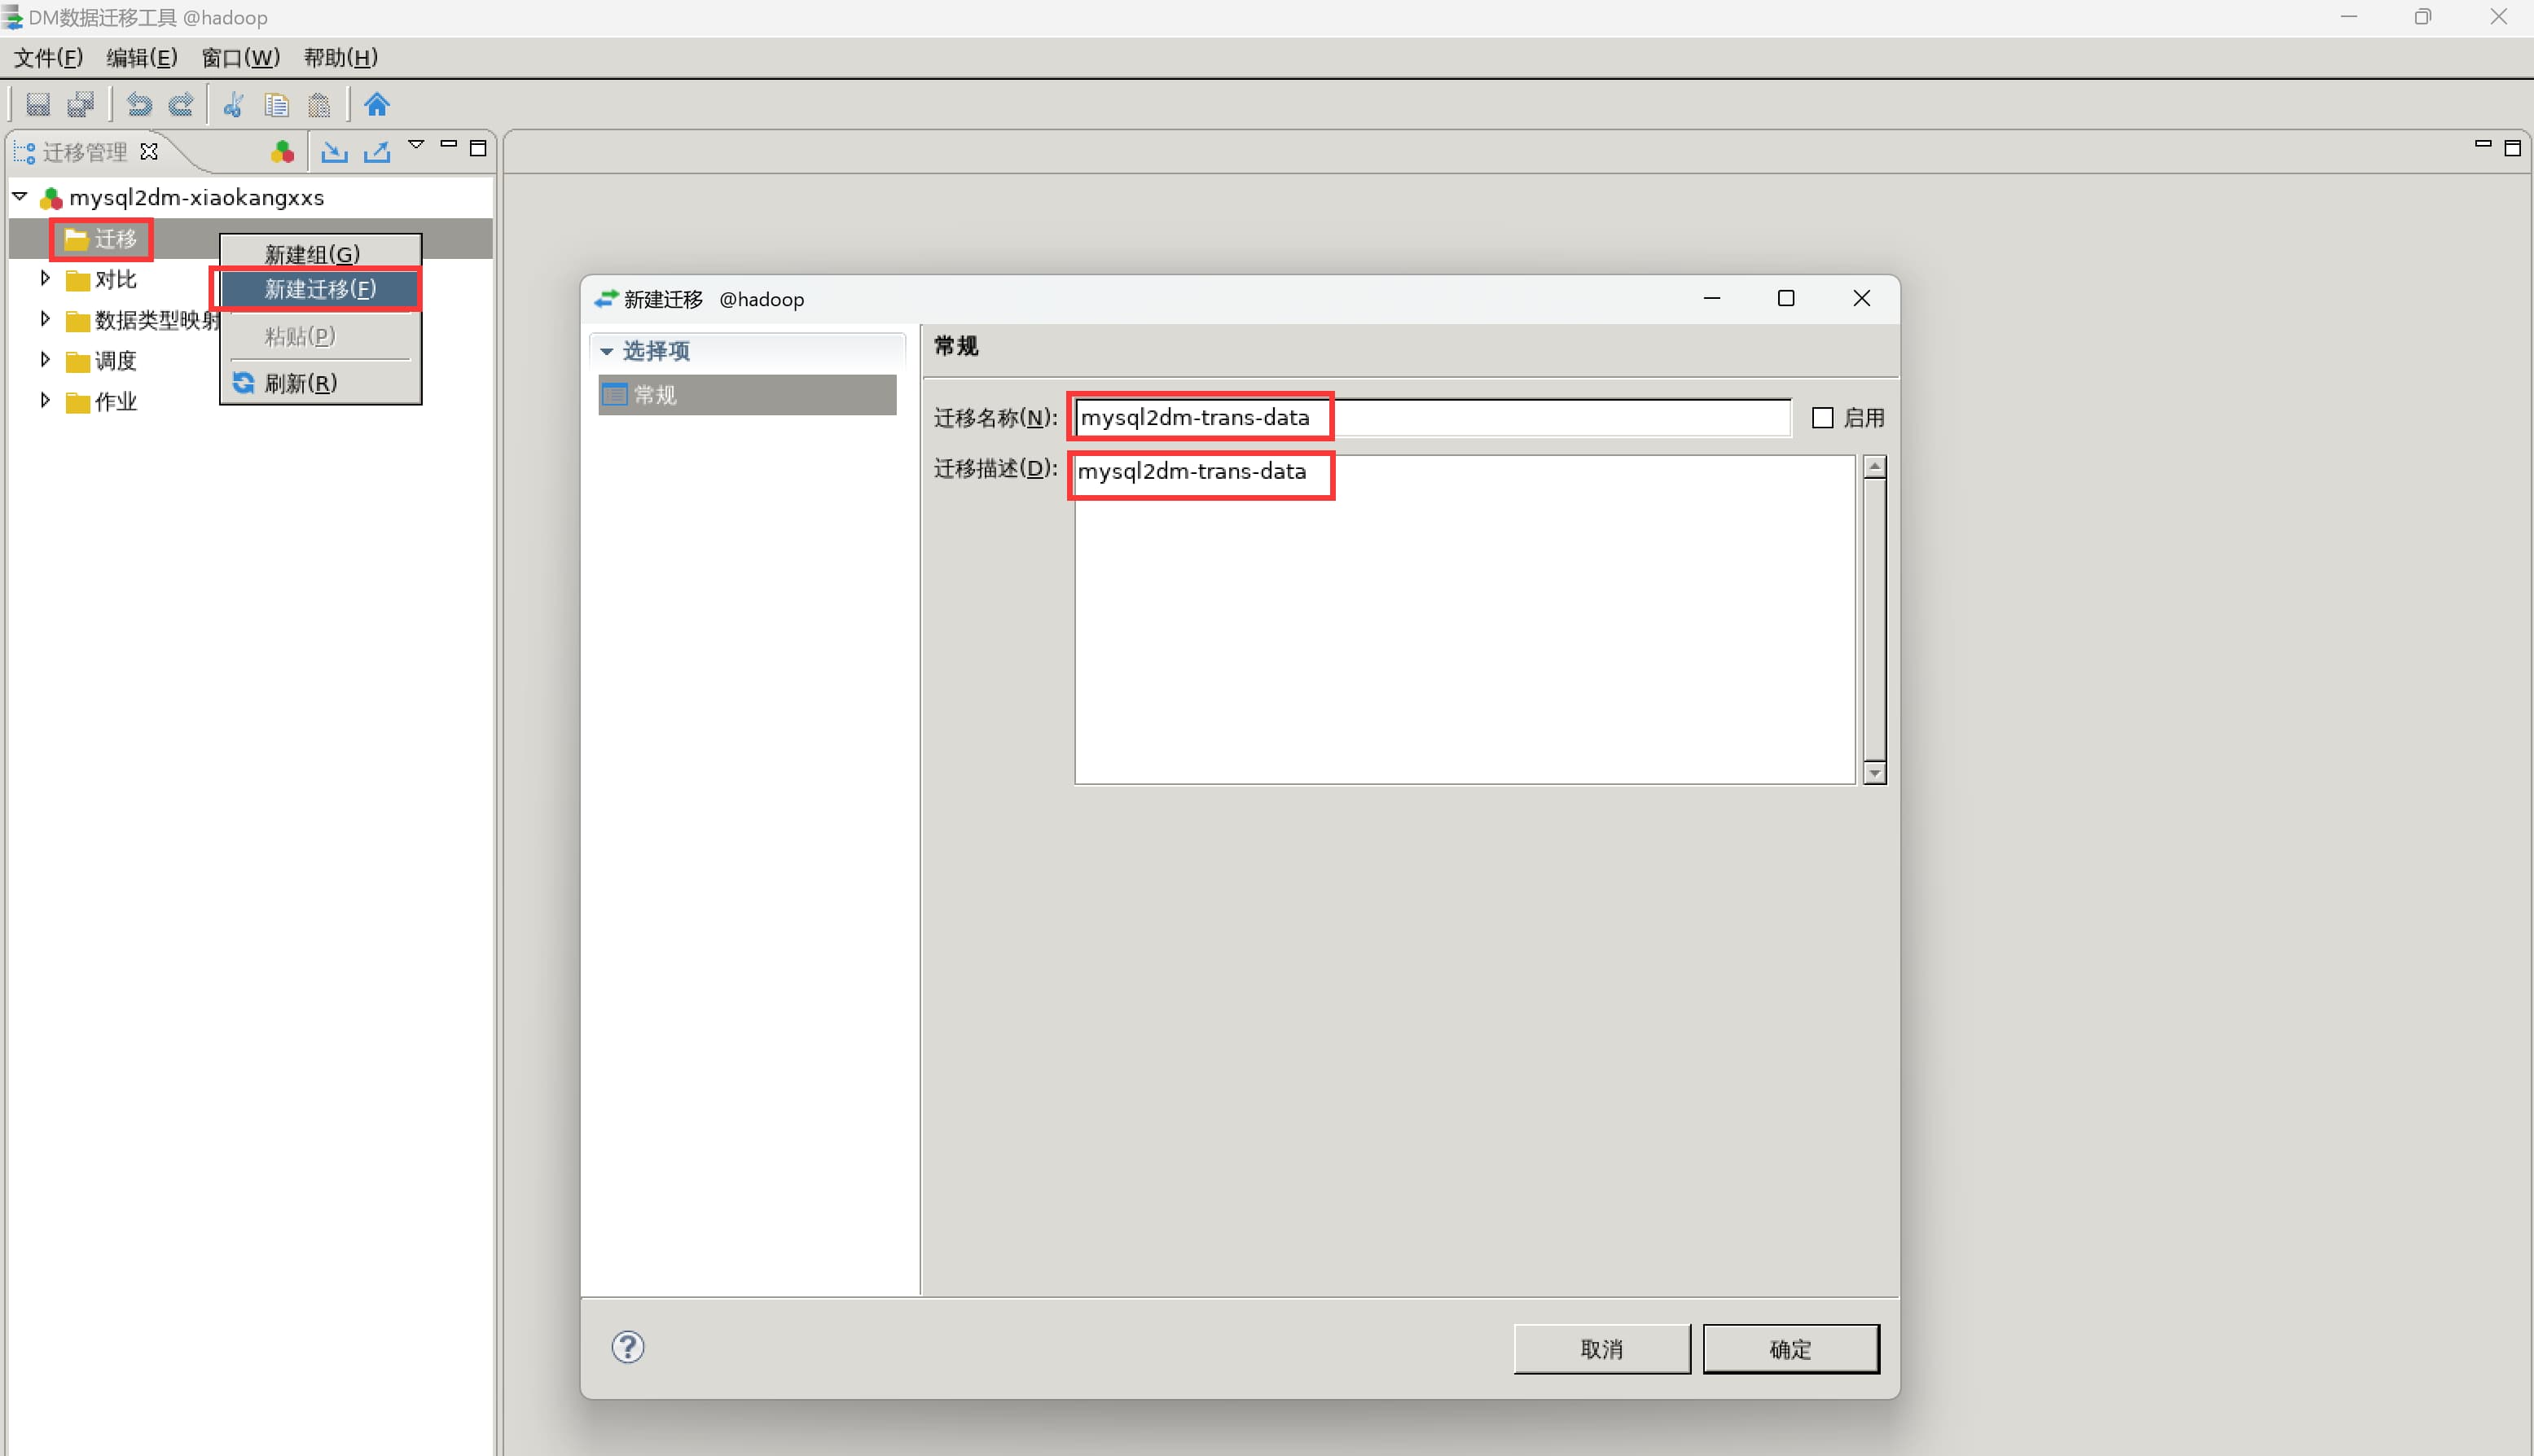 DM数据迁移工具 @hadoop
文件(F) 编辑(E) 窗口(W) 帮助(H)
迁移管理
mysql2dm-xiaokangxxs
迁移
对比
数据类型映射
调度
作业
新建组(G)
新建迁移(F)
粘贴(P)
刷新(R)
新建迁移 @hadoop
选择项
常规
常规
迁移名称(N): mysql2dm-trans-data 启用
迁移描述(D): mysql2dm-trans-data
取消 确定